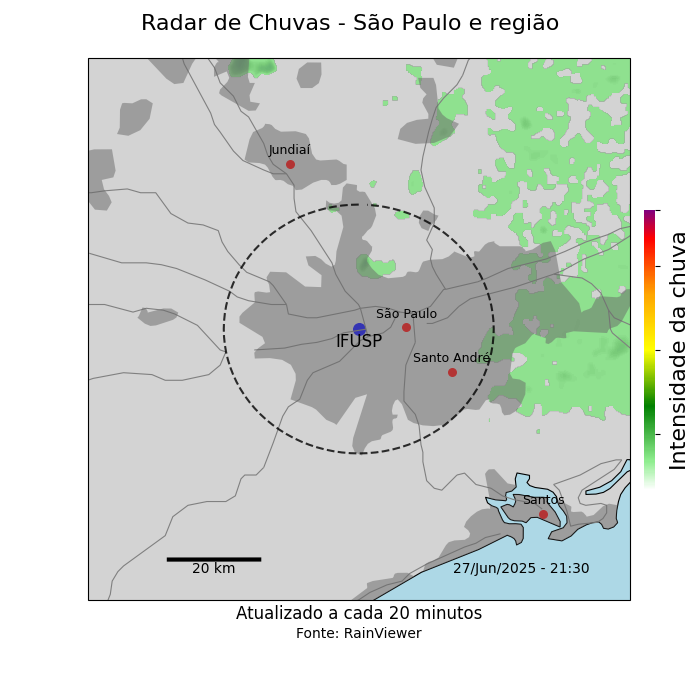 Radar de Chuvas - São Paulo e região
Jundiaí
São Paulo
IFUSP
Santo André
Santos
20 km
27/Jun/2025 - 21:30
Intensidade da chuva
Atualizado a cada 20 minutos
Fonte: RainViewer